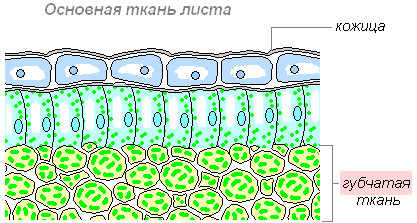 Основная ткань листа
кожица
губчатая
ткань